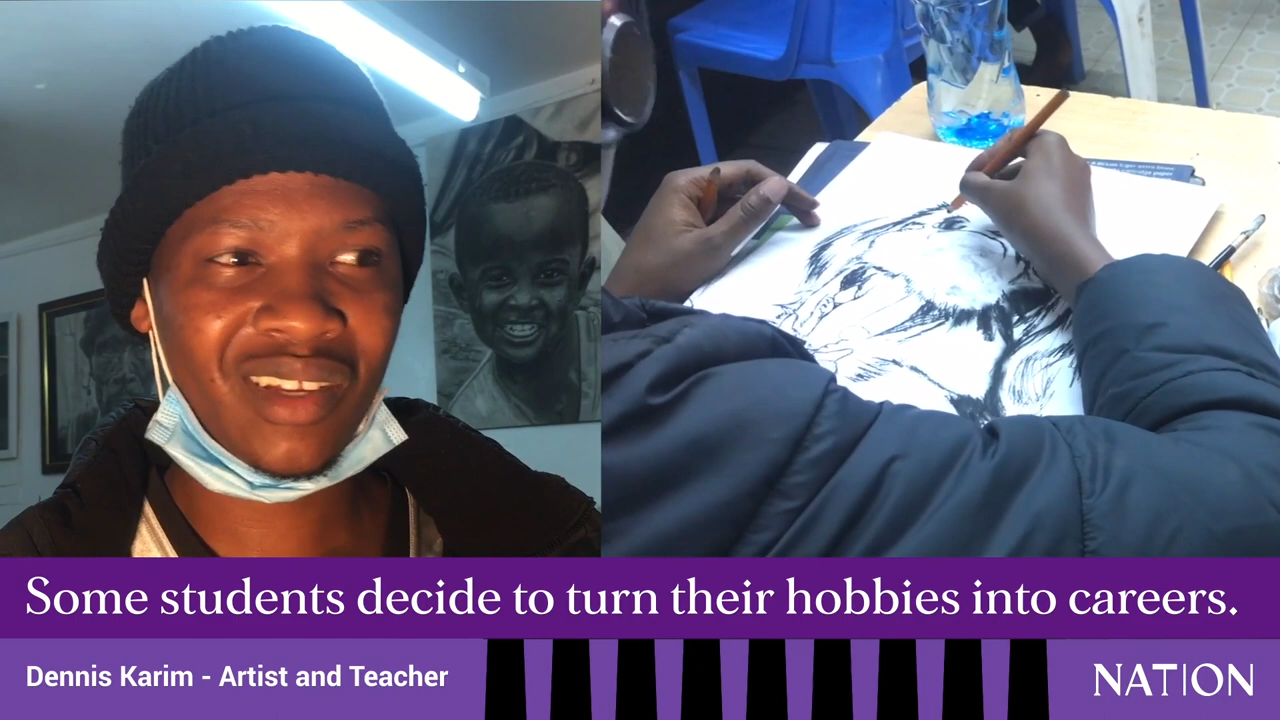 Some students decide to turn their hobbies into careers.
Dennis Karim - Artist and Teacher
NATION